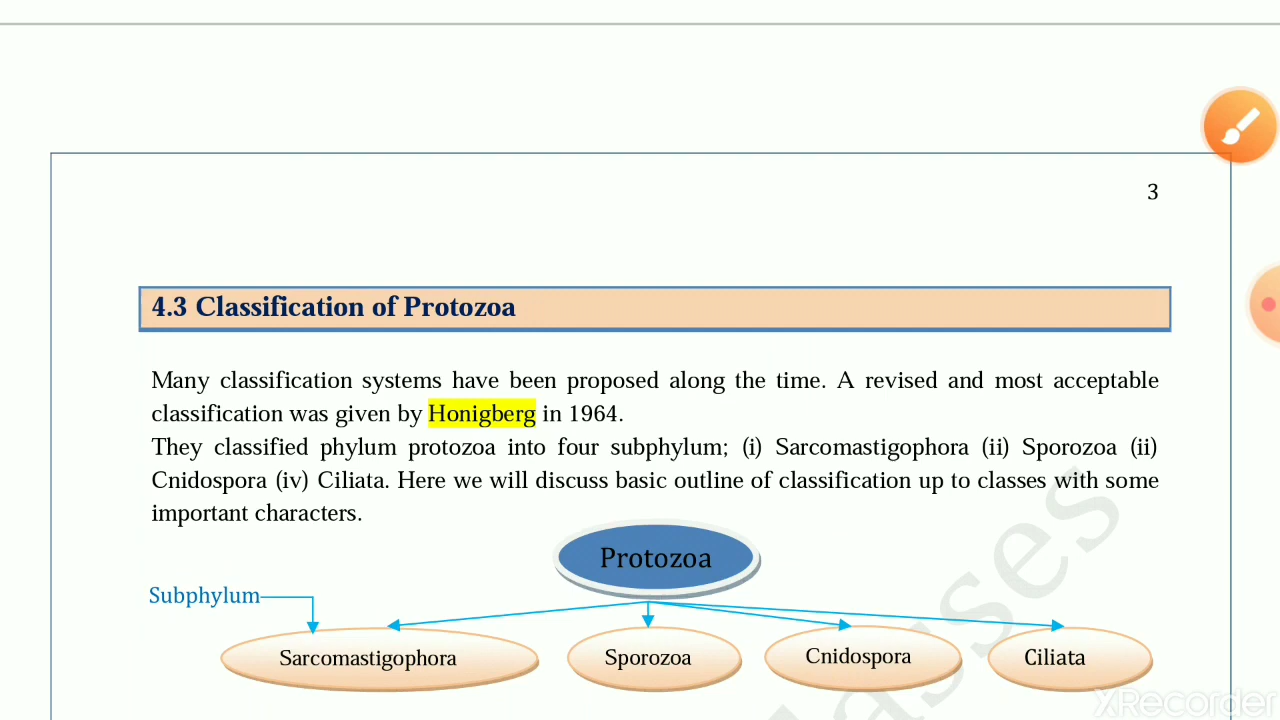 3
4.3 Classification of Protozoa
Many classification systems have been proposed along the time. A revised and most acceptable
classification was given by Honigberg in 1964.
They classified phylum protozoa into four subphylum; (i) Sarcomastigophora (ii) Sporozoa (ii)
Cnidospora (iv) Ciliata. Here we will discuss basic outline of classification up to classes with some
important characters.
Protozoa
Subphylum
Sarcomastigophora
Sporozoa
Cnidospora
Ciliata
XRecorder